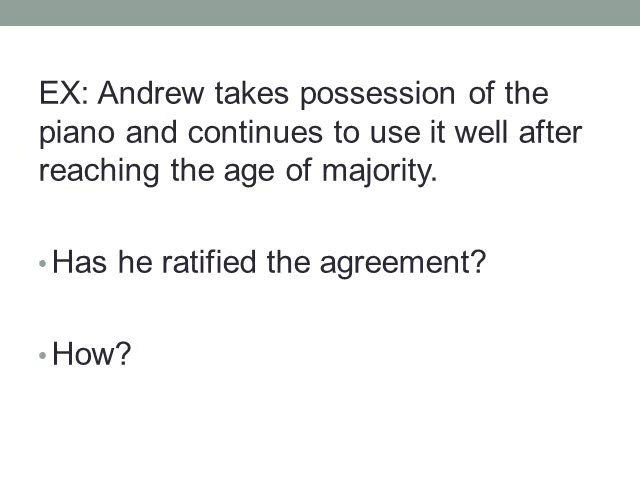 EX: Andrew takes possession of the
piano and continues to use it well after
reaching the age of majority.
• Has he ratified the agreement?
• How?